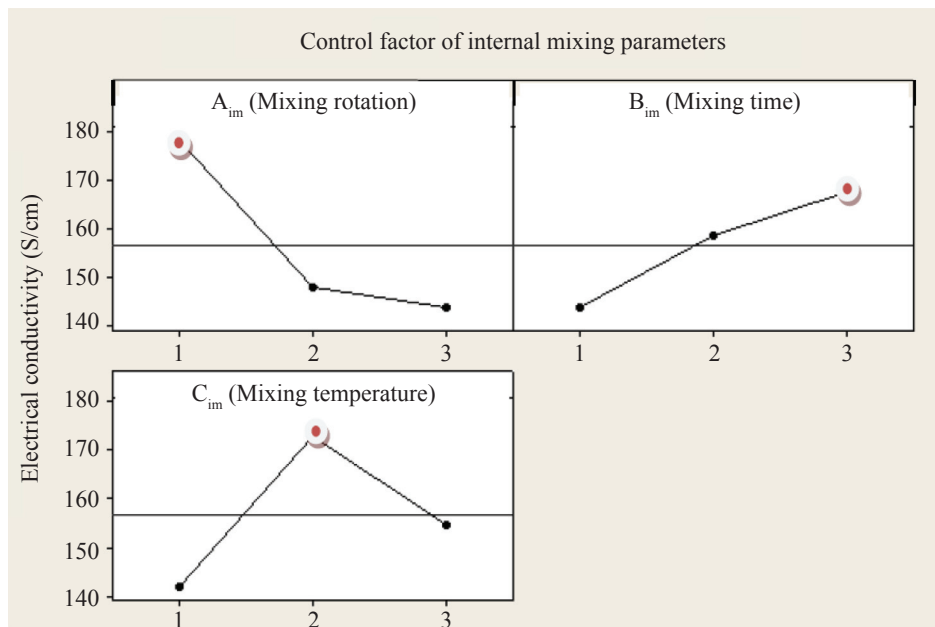 Control factor of internal mixing parameters
A_im (Mixing rotation)
B_im (Mixing time)
180
170
160
150
140
1 2 3
1 2 3
C_im (Mixing temperature)
180
170
160
150
140
1 2 3
Electrical conductivity (S/cm)